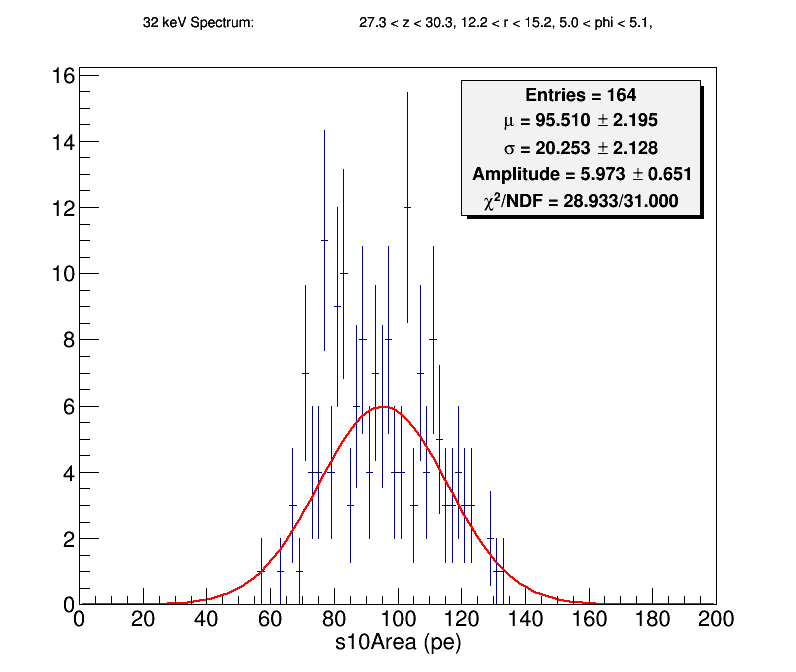 32 keV Spectrum: 27.3 < z < 30.3, 12.2 < r < 15.2, 5.0 < phi < 5.1,
Entries = 164
μ = 95.510 ± 2.195
σ = 20.253 ± 2.128
Amplitude = 5.973 ± 0.651
χ²/NDF = 28.933/31.000
16
14
12
10
8
6
4
2
0
0 20 40 60 80 100 120 140 160 180 200
s10Area (pe)